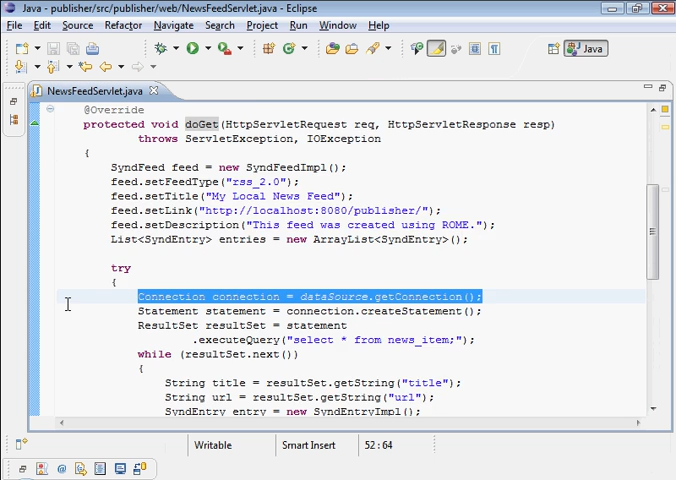 Java - publisher/src/publisher/web/NewsFeedServlet.java - Eclipse
File Edit Source Refactor Navigate Search Project Run Window Help
Java
NewsFeedServlet.java
@Override
protected void doGet(HttpServletRequest req, HttpServletResponse resp)
throws ServletException, IOException
{
SyndFeed feed = new SyndFeedImpl();
feed.setFeedType("rss_2.0");
feed.setTitle("My Local News Feed");
feed.setLink("http://localhost:8080/publisher/");
feed.setDescription("This feed was created using ROME.");
List<SyndEntry> entries = new ArrayList<SyndEntry>();
try
{
Connection connection = dataSource.getConnection();
Statement statement = connection.createStatement();
ResultSet resultSet = statement
.executeQuery("select * from news_item;");
while (resultSet.next())
{
String title = resultSet.getString("title");
String url = resultSet.getString("url");
SyndEntry entry = new SyndEntryImpl();
Writable Smart Insert 52 : 64